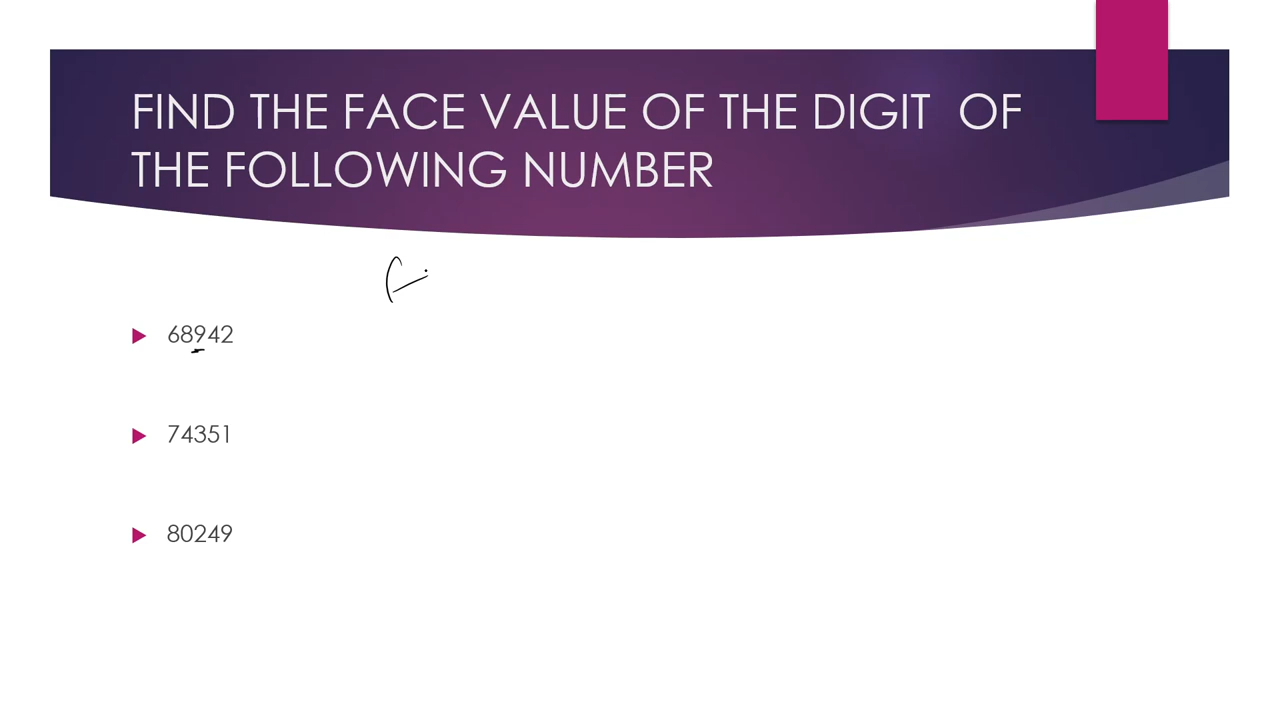 FIND THE FACE VALUE OF THE DIGIT OF
THE FOLLOWING NUMBER
68942
74351
80249